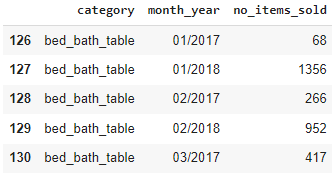 category month_year no_items_sold
126 bed_bath_table 01/2017 68
127 bed_bath_table 01/2018 1356
128 bed_bath_table 02/2017 266
129 bed_bath_table 02/2018 952
130 bed_bath_table 03/2017 417